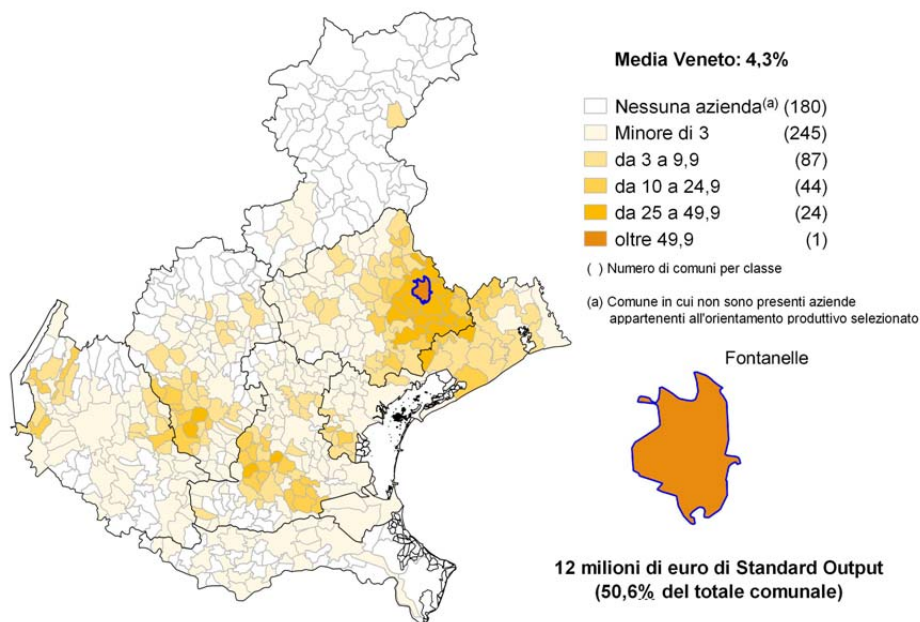 Media Veneto: 4,3%
Nessuna azienda(a) (180)
Minore di 3 (245)
da 3 a 9,9 (87)
da 10 a 24,9 (44)
da 25 a 49,9 (24)
oltre 49,9 (1)
( ) Numero di comuni per classe
(a) Comune in cui non sono presenti aziende
appartenenti all'orientamento produttivo selezionato
Fontanelle
12 milioni di euro di Standard Output
(50,6% del totale comunale)